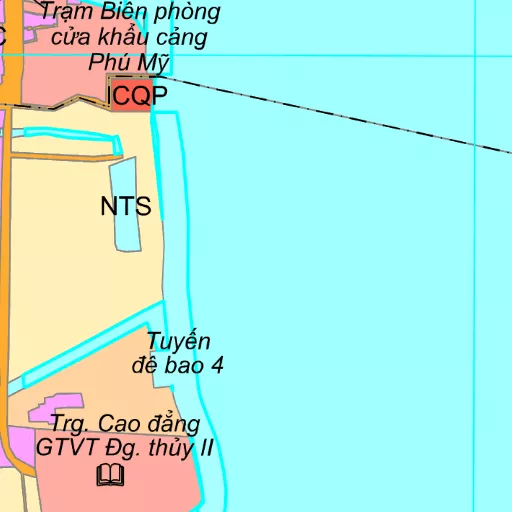 Trạm Biên phòng
cửa khẩu cảng
Phú Mỹ
C
CQP
NTS
Tuyến
đê bao 4
Trg. Cao đẳng
GTVT Đg. thủy II